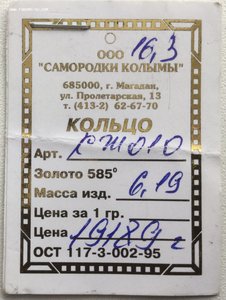 16,3
ООО
"САМОРОДКИ КОЛЫМЫ"
685000, г. Магадан,
ул. Пролетарская, 13
т. (413-2) 62-67-70
КОЛЬЦО
Арт.
Золото 585°
Масса изд. 6,19
Цена за 1 гр.
Цена 19189
ОСТ 117-3-002-95